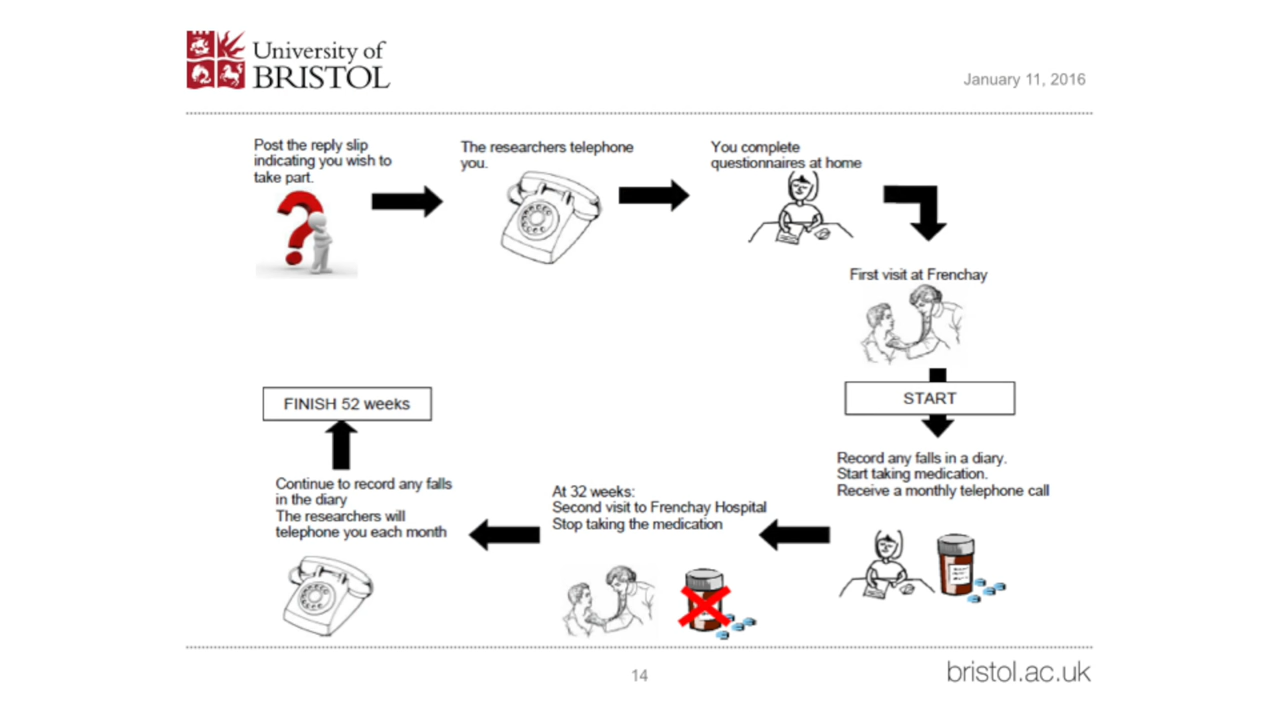 University of
BRISTOL
January 11, 2016
Post the reply slip
indicating you wish to
take part.
The researchers telephone
you.
You complete
questionnaires at home
First visit at Frenchay
START
Record any falls in a diary.
Start taking medication.
Receive a monthly telephone call
At 32 weeks:
Second visit to Frenchay Hospital
Stop taking the medication
Continue to record any falls
in the diary
The researchers will
telephone you each month
FINISH 52 weeks
14
bristol.ac.uk